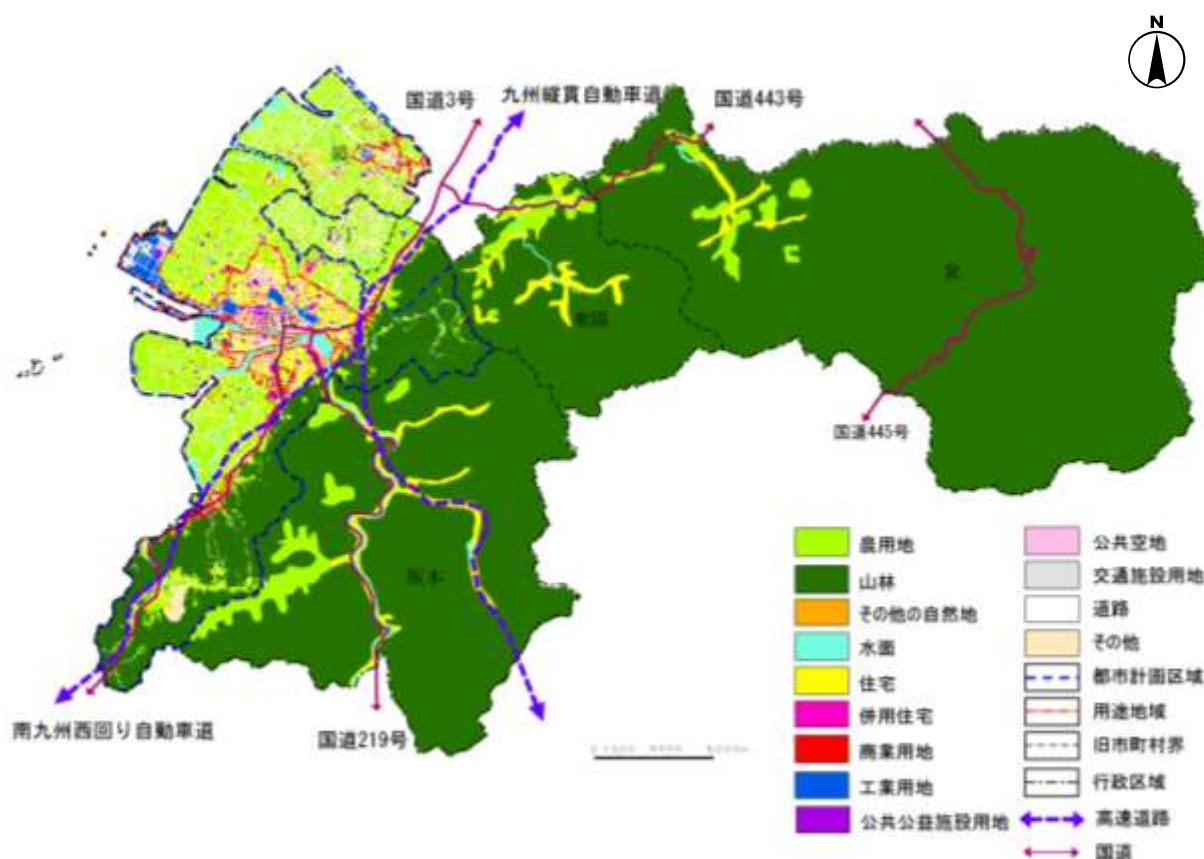 N
国道3号
九州縦貫自動車道
国道443号
鏡
泉
東陽
国道445号
坂本
南九州西回り自動車道
国道219号
農用地
山林
その他の自然地
水面
住宅
併用住宅
商業用地
工業用地
公共公益施設用地
公共空地
交通施設用地
道路
その他
都市計画区域
用途地域
旧市町村界
行政区域
高速道路
国道